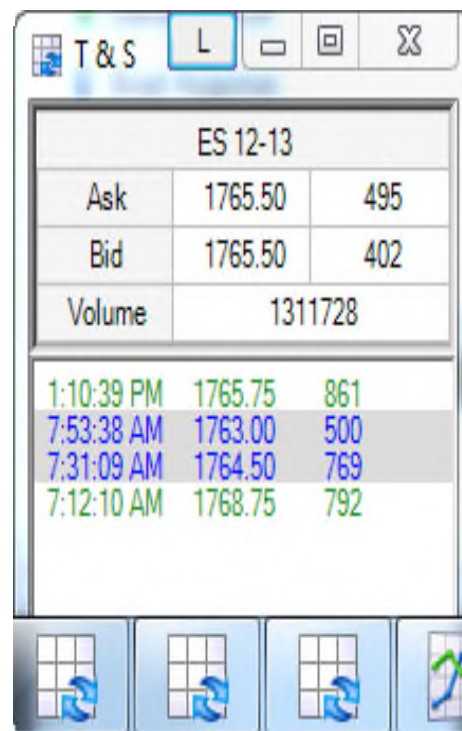 T & S L
ES 12-13
Ask 1765.50 495
Bid 1765.50 402
Volume 1311728
1:10:39 PM 1765.75 861
7:53:38 AM 1763.00 500
7:31:09 AM 1764.50 769
7:12:10 AM 1768.75 792